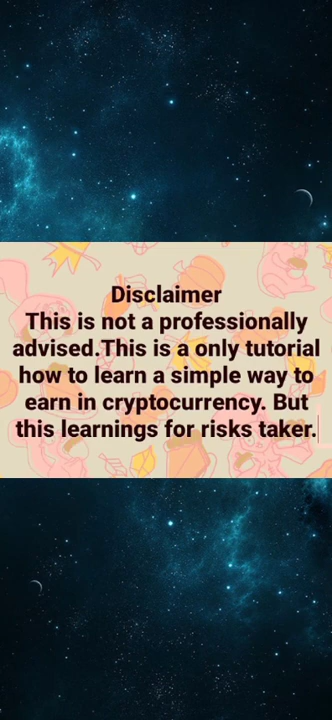 Disclaimer
This is not a professionally
advised.This is a only tutorial
how to learn a simple way to
earn in cryptocurrency. But
this learnings for risks taker.